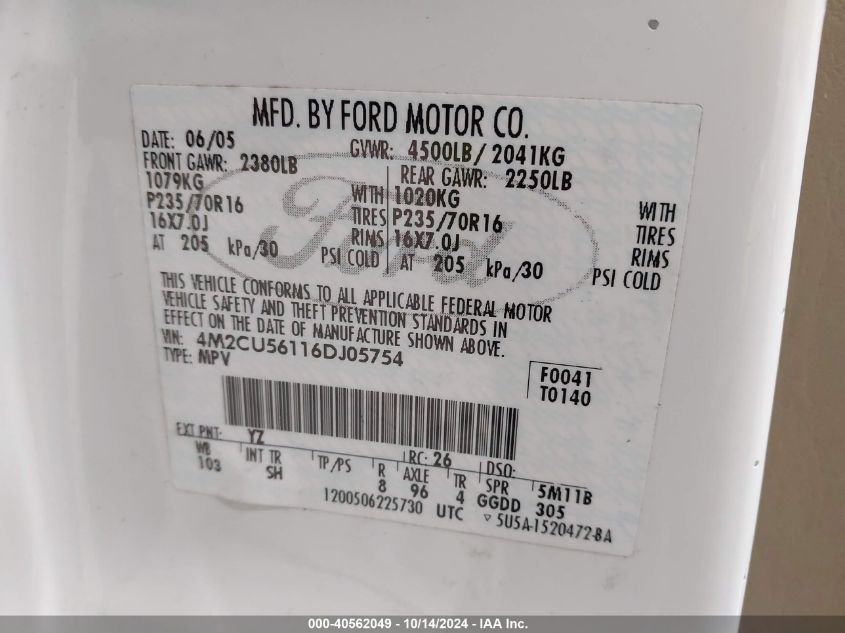 MFD. BY FORD MOTOR CO.
DATE: 06/05 GVWR: 4500LB/ 2041KG
FRONT GAWR: 2380LB REAR GAWR: 2250LB
1079KG WITH 1020KG WITH
P235/70R16 TIRES P235/70R16 TIRES
16X7.0J RIMS 16X7.0J RIMS
AT 205 kPa/30 PSI COLD AT 205 kPa/30 PSI COLD
Ford
THIS VEHICLE CONFORMS TO ALL APPLICABLE FEDERAL MOTOR
VEHICLE SAFETY AND THEFT PREVENTION STANDARDS IN
EFFECT ON THE DATE OF MANUFACTURE SHOWN ABOVE.
VIN: 4M2CU56116DJ05754
TYPE: MPV
F0041
T0140
EXT PNT: YZ RC: 26 DSO:
WB INT TR TP/PS R AXLE TR SPR 5M11B
103 SH 8 96 4 GGDD 305
1200506225730 UTC ▽5U5A-1520472-BA
000-40562049 - 10/14/2024 - IAA Inc.